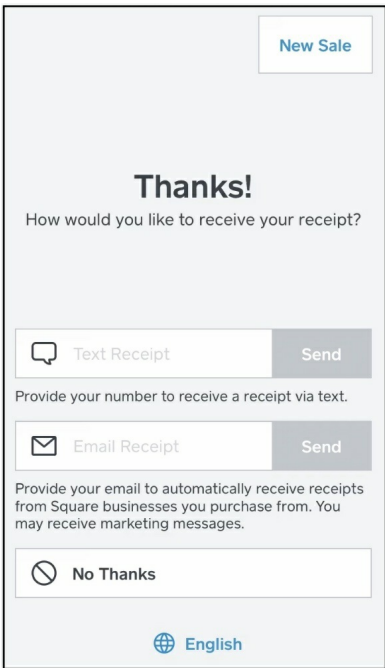 New Sale
Thanks!
How would you like to receive your receipt?
Text Receipt Send
Provide your number to receive a receipt via text.
Email Receipt Send
Provide your email to automatically receive receipts
from Square businesses you purchase from. You
may receive marketing messages.
No Thanks
English